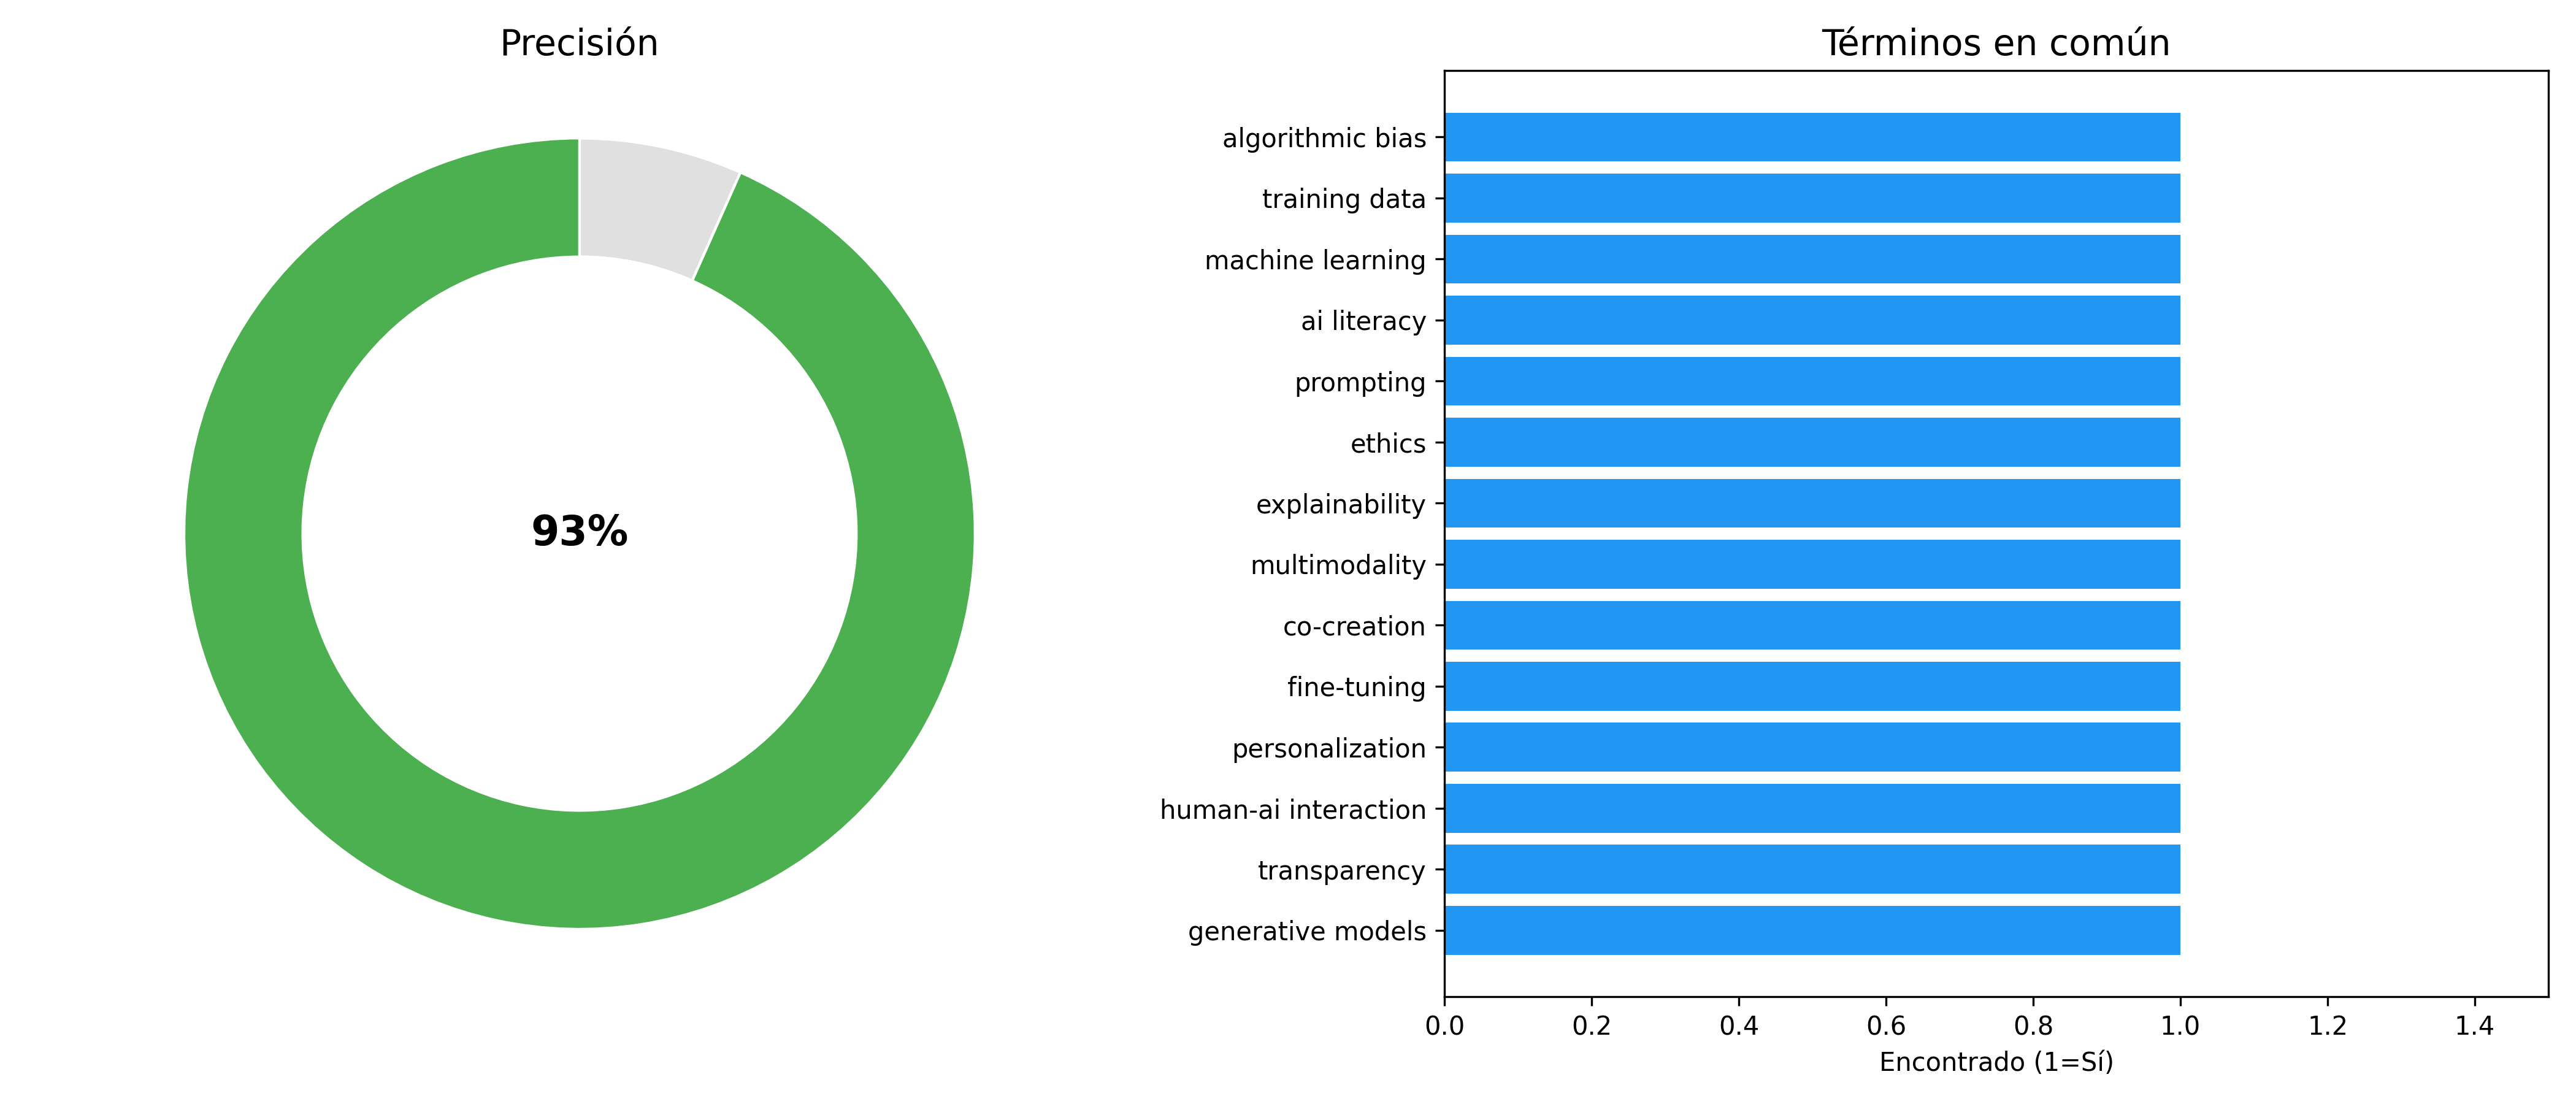 Precisión
93%
Términos en común
algorithmic bias
training data
machine learning
ai literacy
prompting
ethics
explainability
multimodality
co-creation
fine-tuning
personalization
human-ai interaction
transparency
generative models
0.0 0.2 0.4 0.6 0.8 1.0 1.2 1.4
Encontrado (1=Sí)